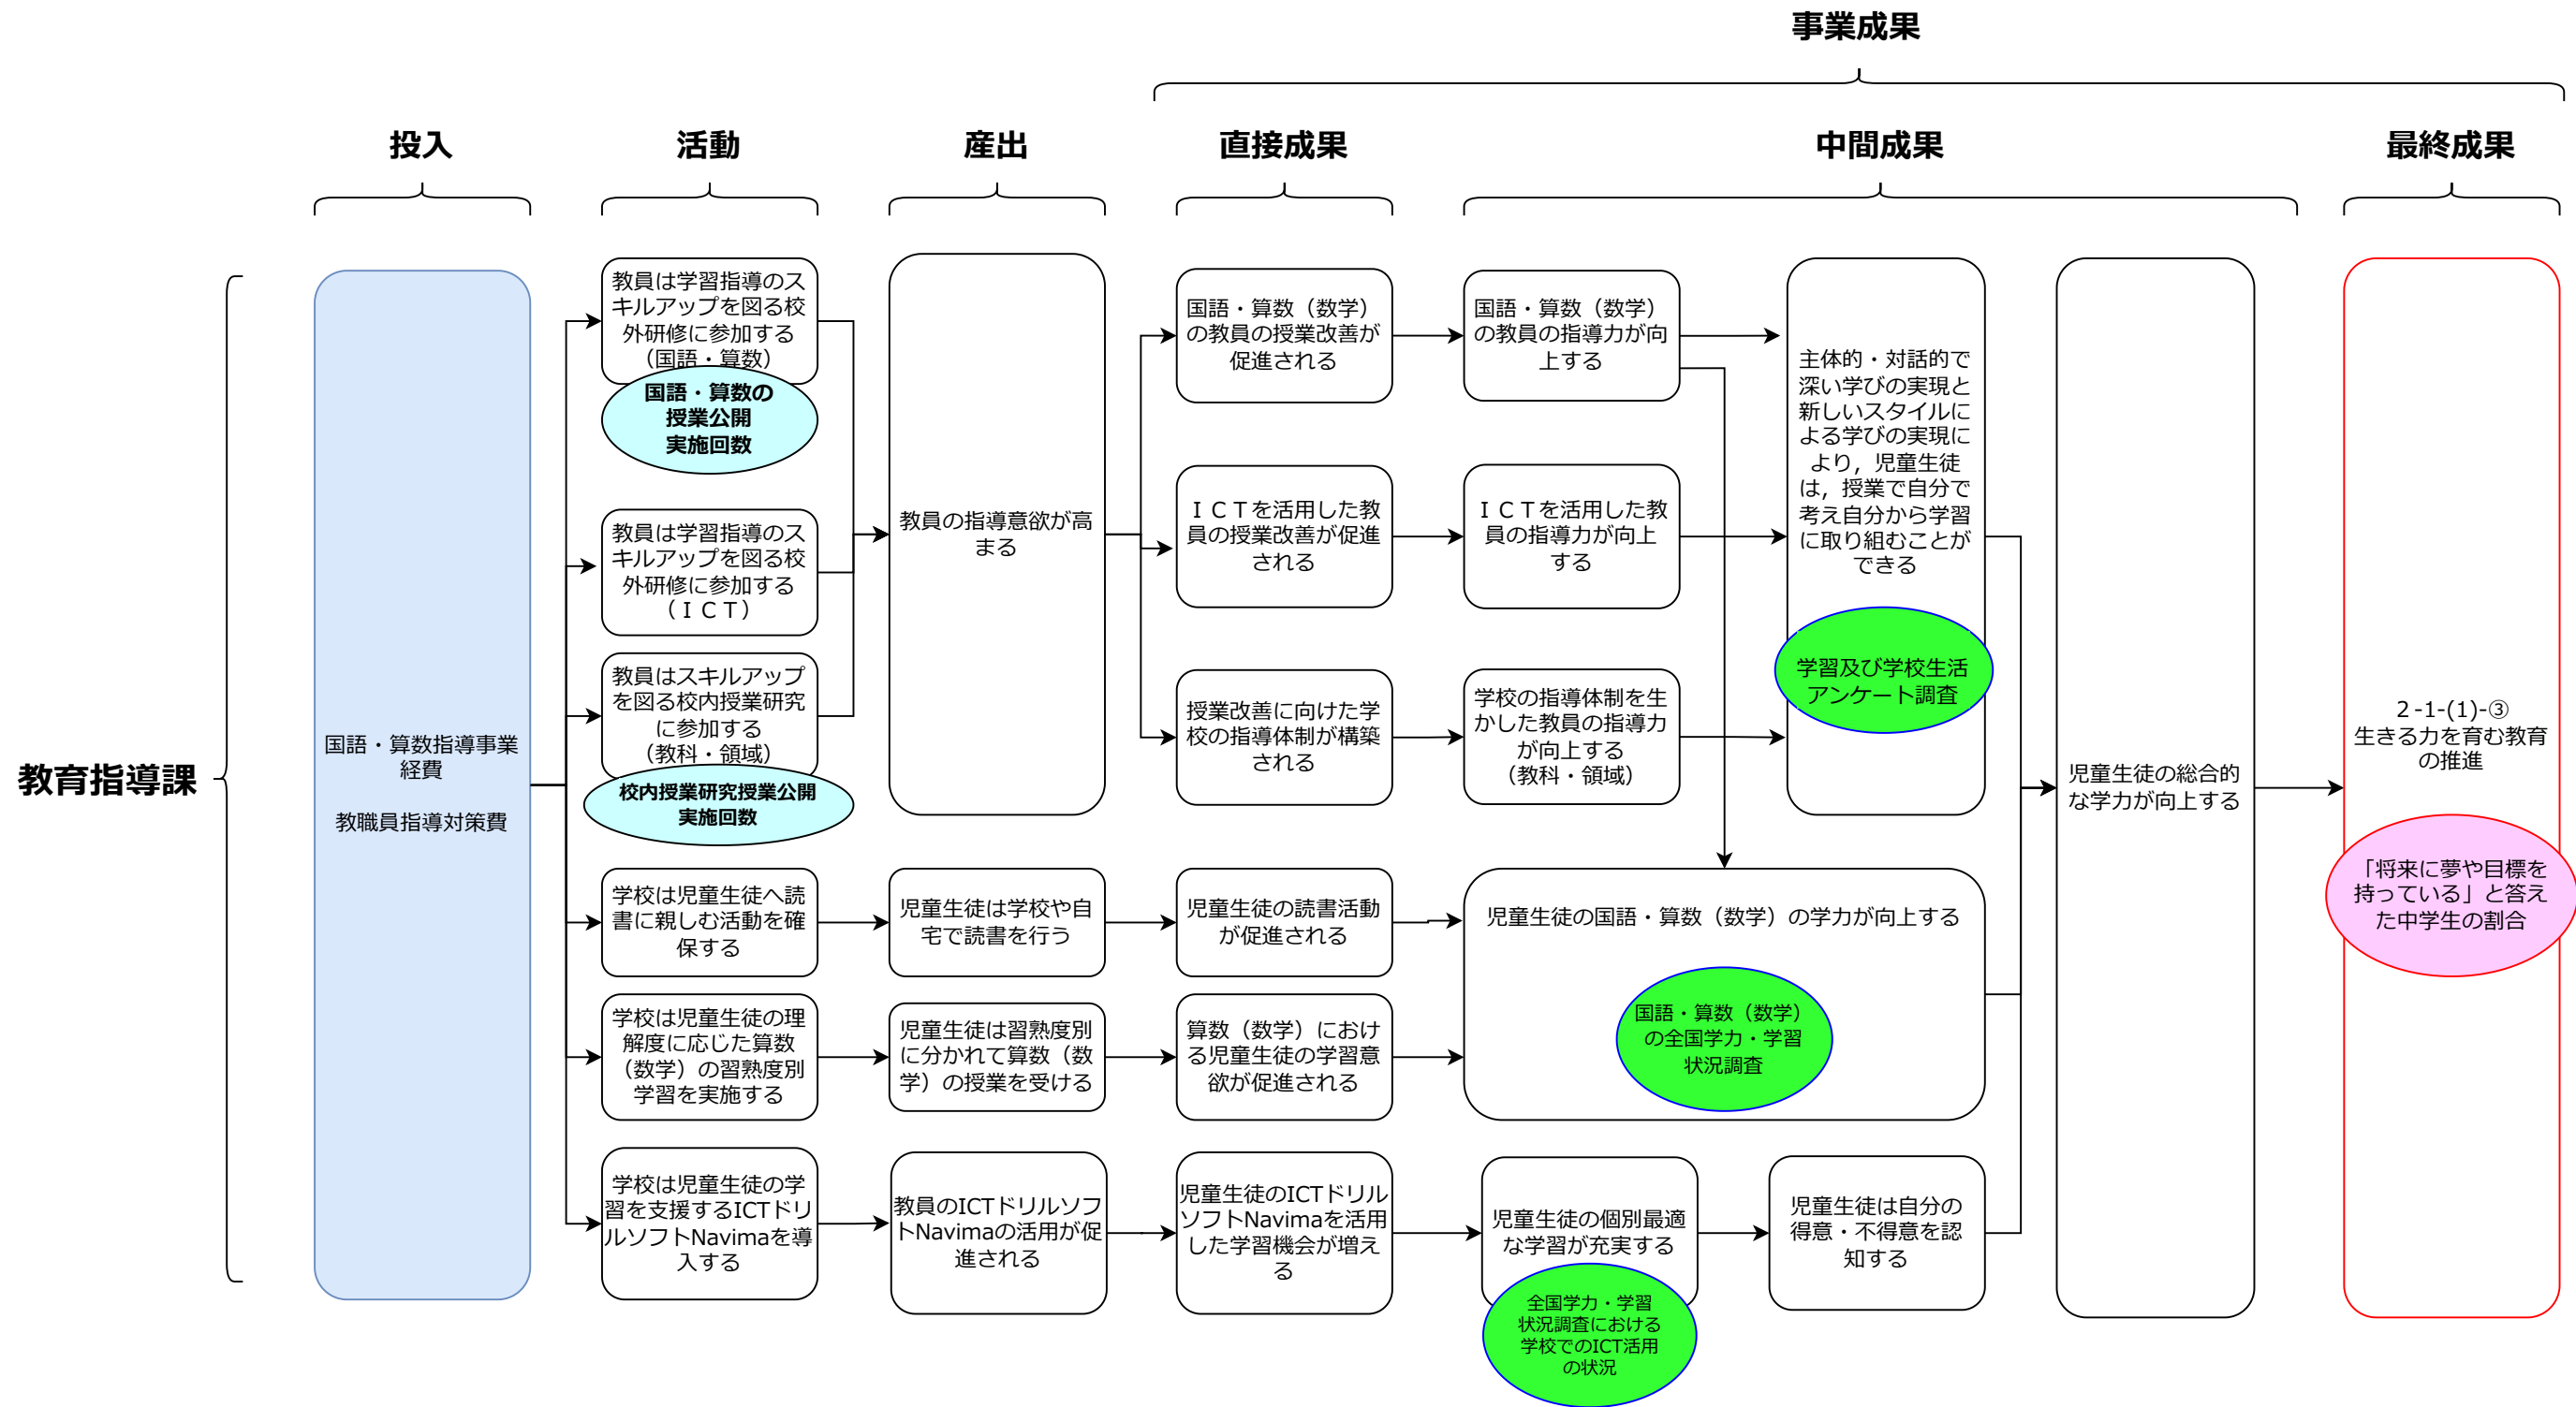 事業成果
投入
活動
産出
直接成果
中間成果
最終成果
教育指導課
国語・算数指導事業
経費
教職員指導対策費
教員は学習指導のス
キルアップを図る校
外研修に参加する
（国語・算数）
国語・算数の
授業公開
実施回数
教員は学習指導のス
キルアップを図る校
外研修に参加する
（ＩＣＴ）
教員はスキルアップ
を図る校内授業研究
に参加する
（教科・領域）
校内授業研究授業公開
実施回数
学校は児童生徒へ読
書に親しむ活動を確
保する
学校は児童生徒の理
解度に応じた算数
（数学）の習熟度別
学習を実施する
学校は児童生徒の学
習を支援するICTドリ
ルソフトNavimaを導
入する
教員の指導意欲が高
まる
児童生徒は学校や自
宅で読書を行う
児童生徒は習熟度別
に分かれて算数（数
学）の授業を受ける
教員のICTドリルソフ
トNavimaの活用が促
進される
国語・算数（数学）
の教員の授業改善が
促進される
ＩＣＴを活用した教
員の授業改善が促進
される
授業改善に向けた学
校の指導体制が構築
される
児童生徒の読書活動
が促進される
算数（数学）におけ
る児童生徒の学習意
欲が促進される
児童生徒のICTドリル
ソフトNavimaを活用
した学習機会が増え
る
国語・算数（数学）
の教員の指導力が向
上する
ＩＣＴを活用した教
員の指導力が向上
する
学校の指導体制を生
かした教員の指導力
が向上する
（教科・領域）
主体的・対話的で
深い学びの実現と
新しいスタイルに
よる学びの実現に
より，児童生徒
は，授業で自分で
考え自分から学習
に取り組むことが
できる
学習及び学校生活
アンケート調査
児童生徒の国語・算数（数学）の学力が向上する
国語・算数（数学）
の全国学力・学習
状況調査
児童生徒の個別最適
な学習が充実する
全国学力・学習
状況調査における
学校でのICT活用
の状況
児童生徒は自分の
得意・不得意を認
知する
児童生徒の総合的
な学力が向上する
２-1-(1)-③
生きる力を育む教育
の推進
「将来に夢や目標を
持っている」と答え
た中学生の割合